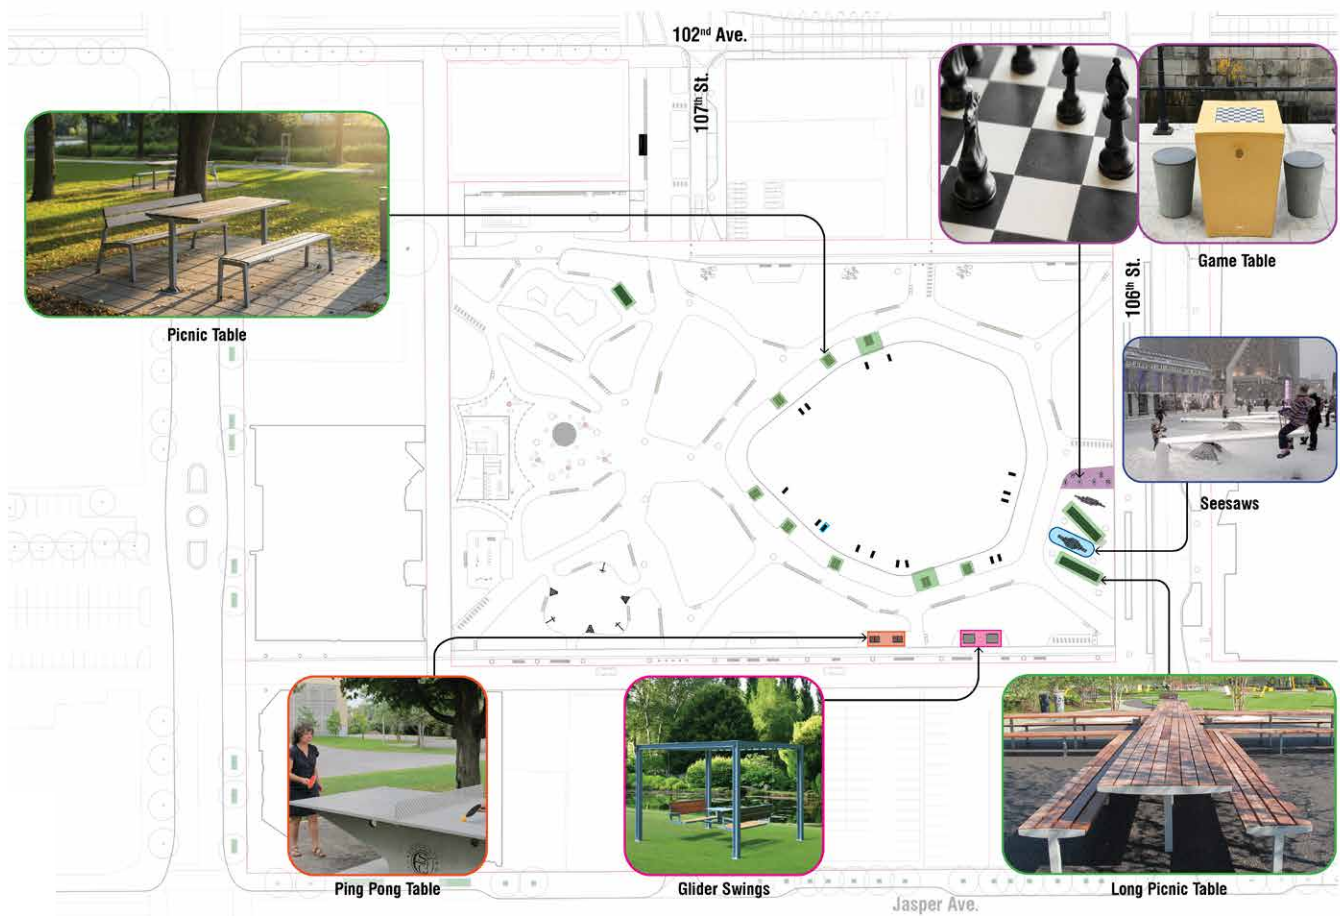 102nd Ave.
107th St.
Game Table
106th St.
Picnic Table
Seesaws
Ping Pong Table
Glider Swings
Long Picnic Table
Jasper Ave.